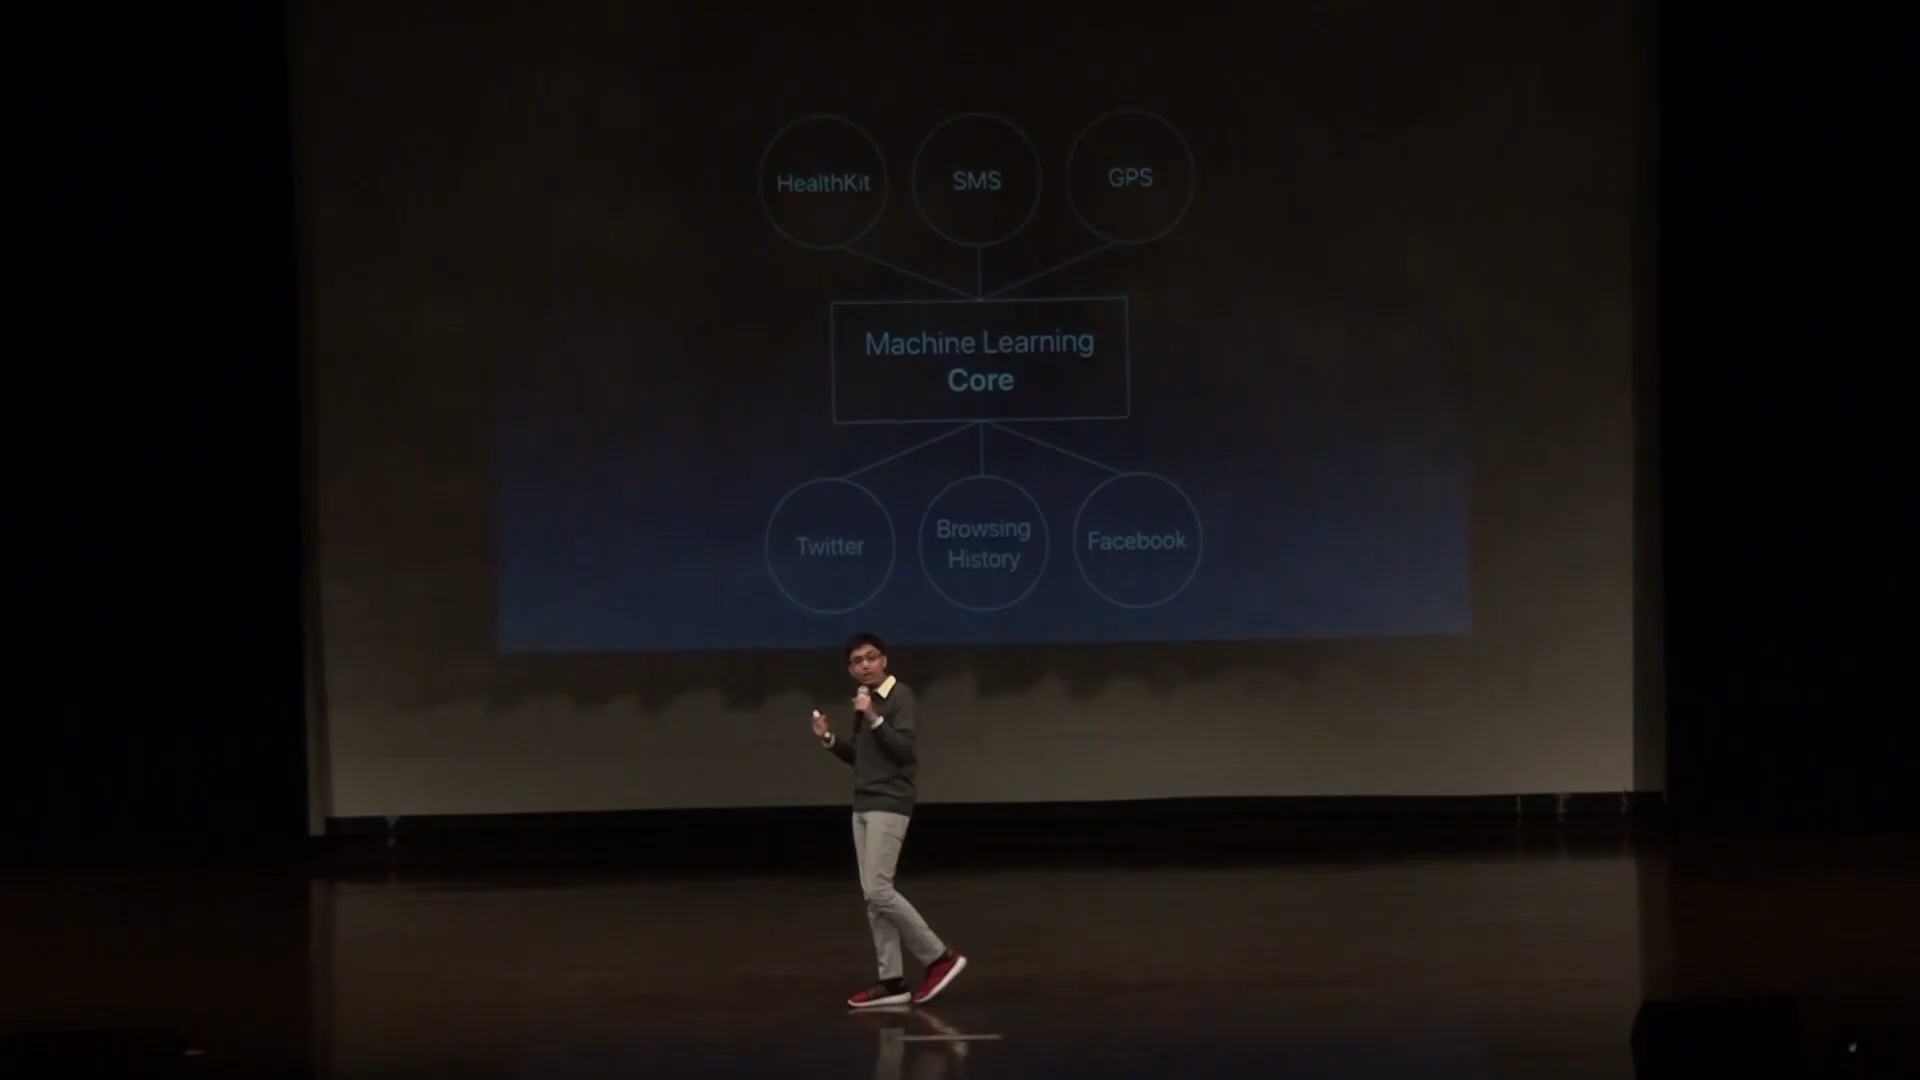 HealthKit
SMS
GPS
Machine Learning
Core
Twitter
Browsing
History
Facebook